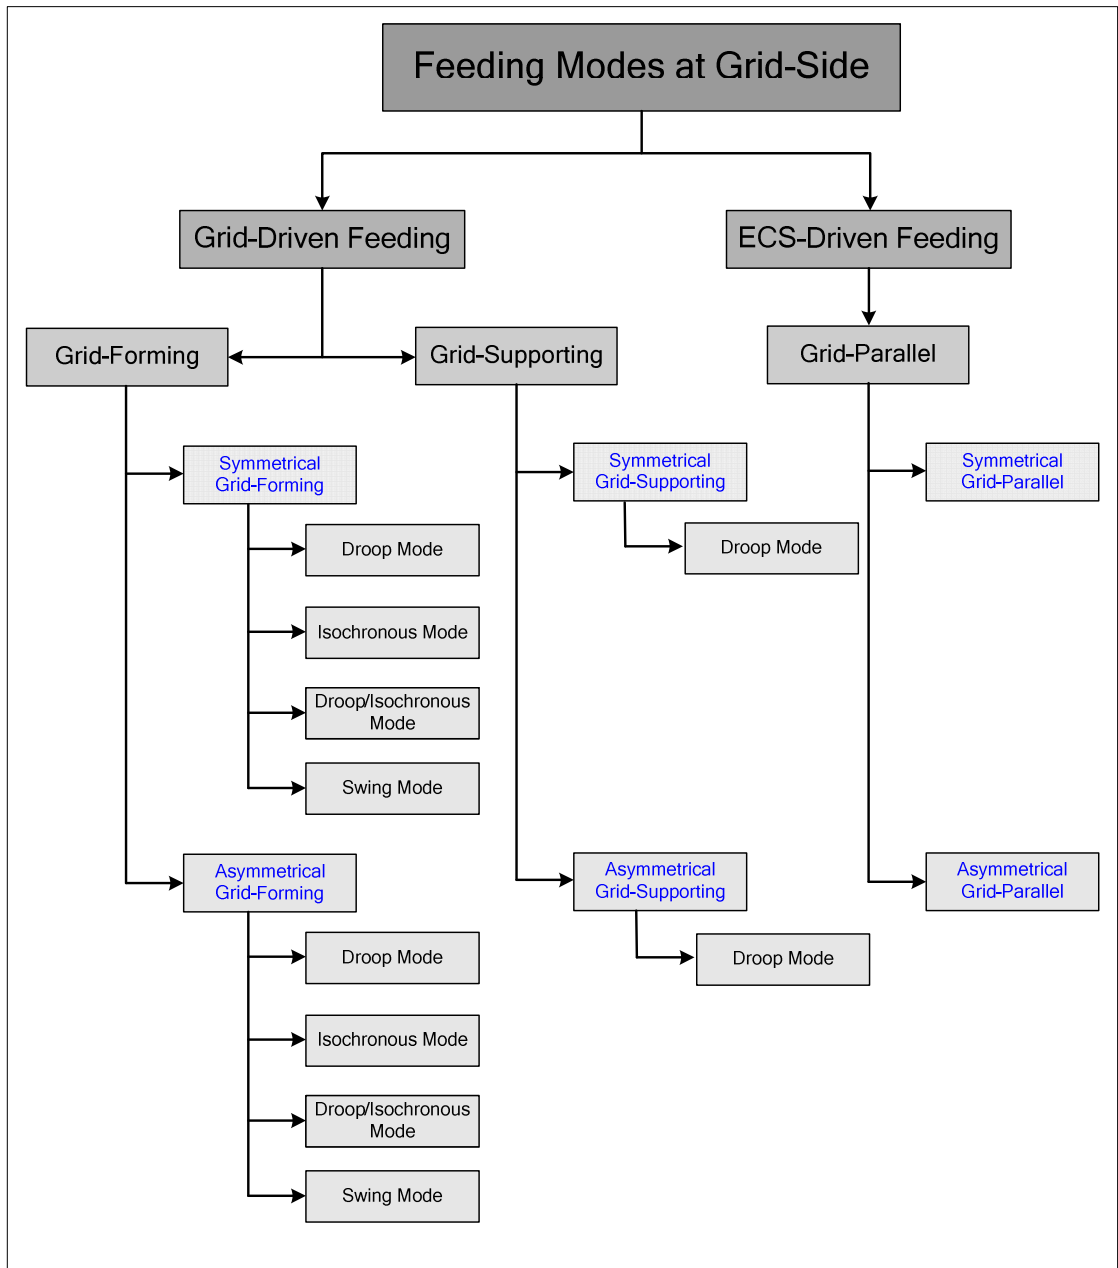 Feeding Modes at Grid-Side
Grid-Driven Feeding
ECS-Driven Feeding
Grid-Forming
Grid-Supporting
Grid-Parallel
Symmetrical
Grid-Forming
Droop Mode
Isochronous Mode
Droop/Isochronous
Mode
Swing Mode
Asymmetrical
Grid-Forming
Droop Mode
Isochronous Mode
Droop/Isochronous
Mode
Swing Mode
Symmetrical
Grid-Supporting
Droop Mode
Asymmetrical
Grid-Supporting
Droop Mode
Symmetrical
Grid-Parallel
Asymmetrical
Grid-Parallel